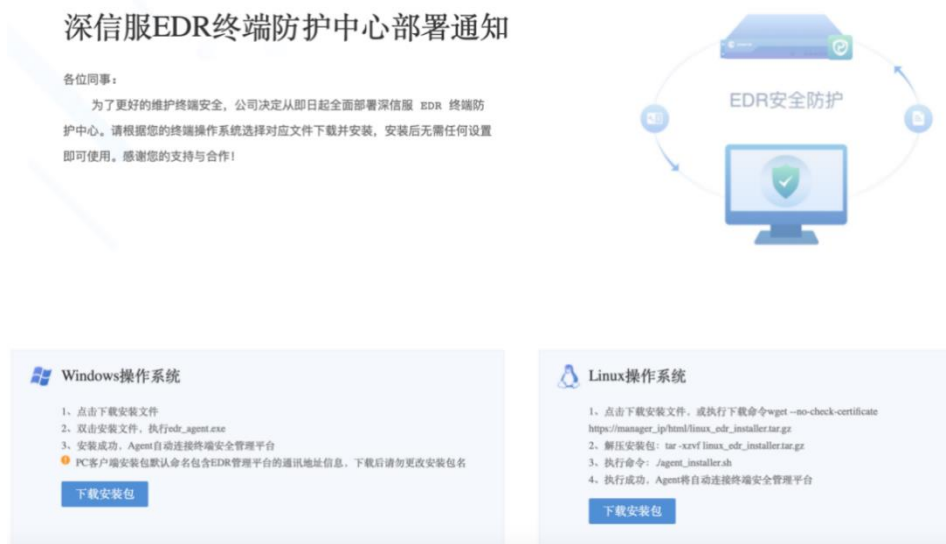 深信服EDR终端防护中心部署通知
各位同事：
为了更好的维护终端安全，公司决定从即日起全面部署深信服 EDR 终端防
护中心。请根据您的终端操作系统选择对应文件下载并安装，安装后无需任何设置
即可使用。感谢您的支持与合作！
EDR安全防护
Windows操作系统
1、点击下载安装文件
2、双击安装文件，执行edr_agent.exe
3、安装成功，Agent自动连接终端安全管理平台
PC客户端安装包默认命名包含EDR管理平台的通讯地址信息，下载后请勿更改安装包名
下载安装包
Linux操作系统
1、点击下载安装文件，或执行下载命令wget --no-check-certificate
https://manager_ip/html/linux_edr_installer.tar.gz
2、解压安装包：tar -xzvf linux_edr_installer.tar.gz
3、执行命令：./agent_installer.sh
4、执行成功，Agent将自动连接终端安全管理平台
下载安装包